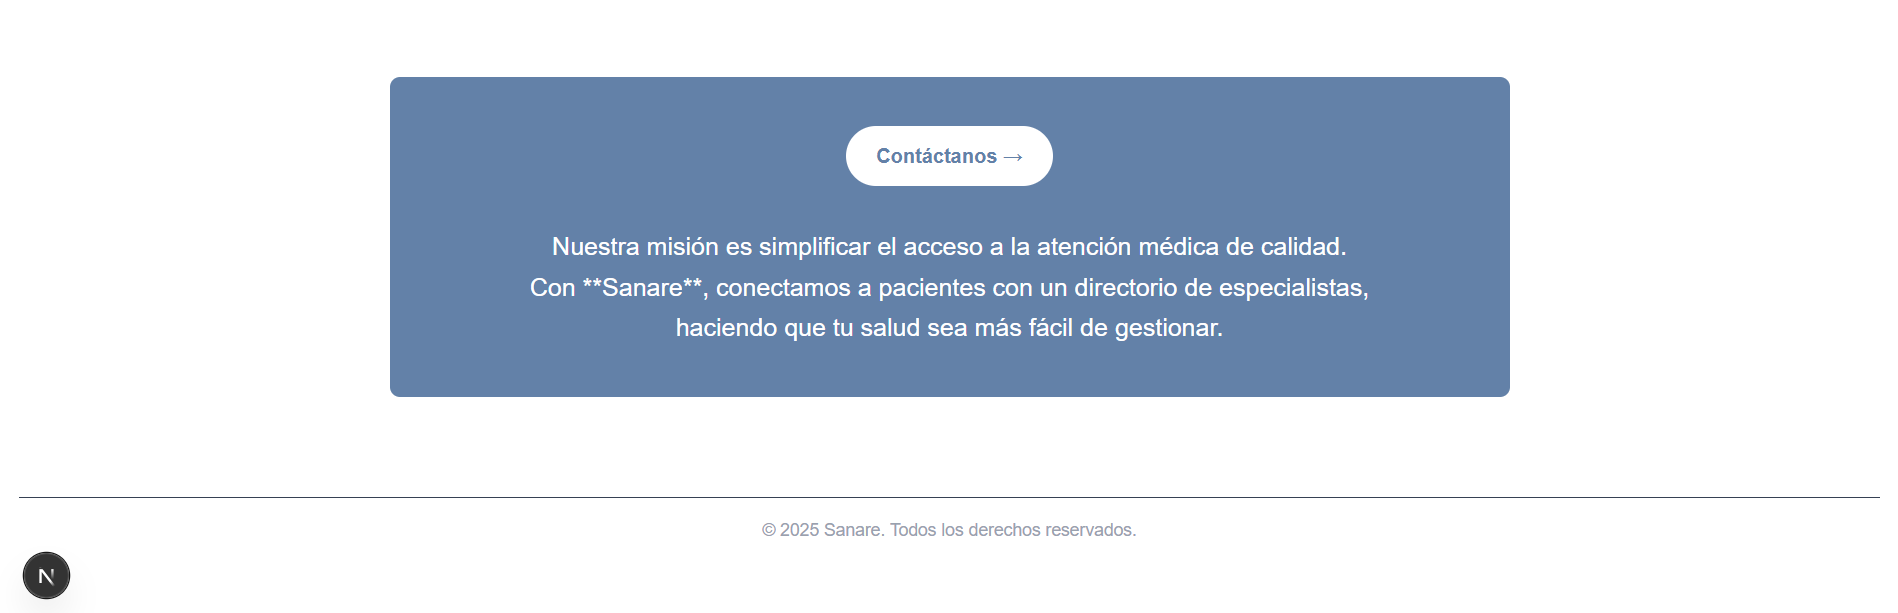 Contáctanos →
Nuestra misión es simplificar el acceso a la atención médica de calidad.
Con **Sanare**, conectamos a pacientes con un directorio de especialistas,
haciendo que tu salud sea más fácil de gestionar.
© 2025 Sanare. Todos los derechos reservados.
N